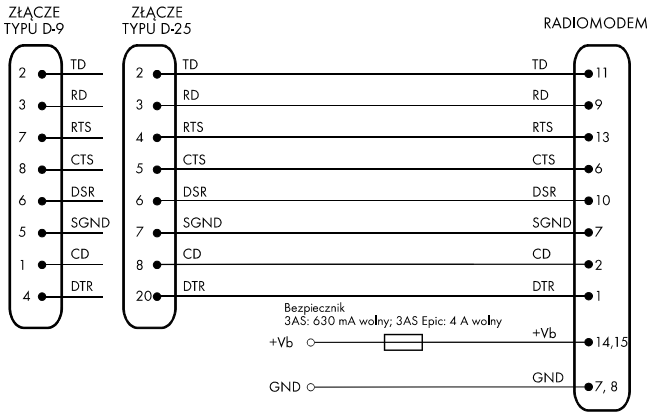 ZŁĄCZE
TYPU D-9
ZŁĄCZE
TYPU D-25
RADIOMODEM
2 TD 2 TD TD 11
3 RD 3 RD RD 9
7 RTS 4 RTS RTS 13
8 CTS 5 CTS CTS 6
6 DSR 6 DSR DSR 10
5 SGND 7 SGND SGND 7
1 CD 8 CD CD 2
4 DTR 20 DTR DTR 1
Bezpiecznik
3AS: 630 mA wolny; 3AS Epic: 4 A wolny
+Vb +Vb 14,15
GND GND 7, 8